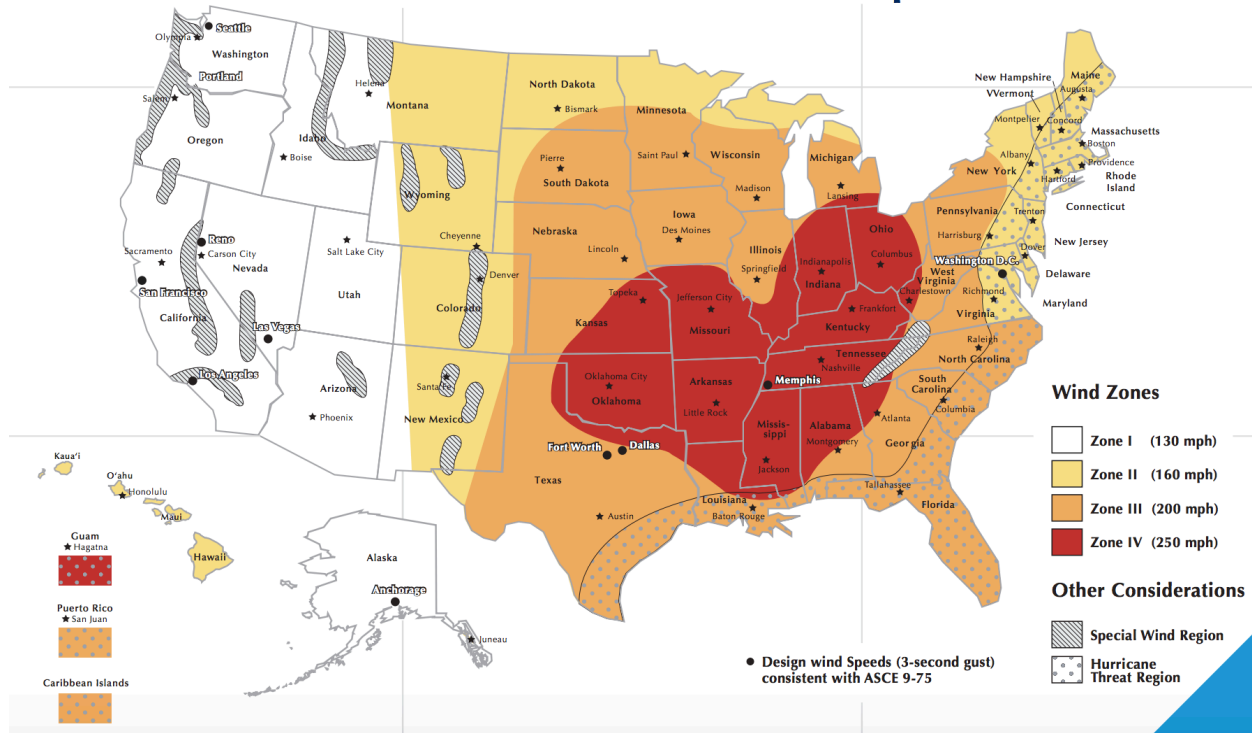 Seattle
Olympia
Washington
Portland
Salem
Oregon
Idaho
Boise
Helena
Montana
North Dakota
Bismark
Minnesota
Saint Paul
Pierre
South Dakota
Wyoming
Cheyenne
Nebraska
Lincoln
Iowa
Des Moines
Wisconsin
Madison
Michigan
Lansing
New Hampshire
VVermont
Maine
Augusta
Montpelier
Concord
Massachusetts
Boston
Albany
Providence
Rhode
Island
Hartford
New York
Connecticut
Pennsylvania
Trenton
Harrisburg
New Jersey
Dover
Washington D.C.
Delaware
Maryland
Ohio
Columbus
Illinois
Springfield
Indianapolis
Indiana
West
Virginia
Charlestown
Richmond
Virginia
Frankfort
Kentucky
Reno
Carson City
Sacramento
Nevada
San Francisco
California
Las Vegas
Los Angeles
Salt Lake City
Utah
Denver
Colorado
Arizona
Phoenix
Santa Fe
New Mexico
Topeka
Kansas
Jefferson City
Missouri
Oklahoma City
Oklahoma
Arkansas
Little Rock
Memphis
Tennessee
Nashville
Raleigh
North Carolina
South
Carolina
Columbia
Atlanta
Georgia
Missis-
sippi
Jackson
Alabama
Montgomery
Fort Worth
Dallas
Texas
Austin
Louisiana
Baton Rouge
Tallahassee
Florida
Kaua‘i
O‘ahu
Honolulu
Maui
Hawaii
Guam
Hagatna
Puerto Rico
San Juan
Caribbean Islands
Alaska
Anchorage
Juneau
Design wind Speeds (3-second gust)
consistent with ASCE 9-75
Wind Zones
Zone I (130 mph)
Zone II (160 mph)
Zone III (200 mph)
Zone IV (250 mph)
Other Considerations
Special Wind Region
Hurricane
Threat Region